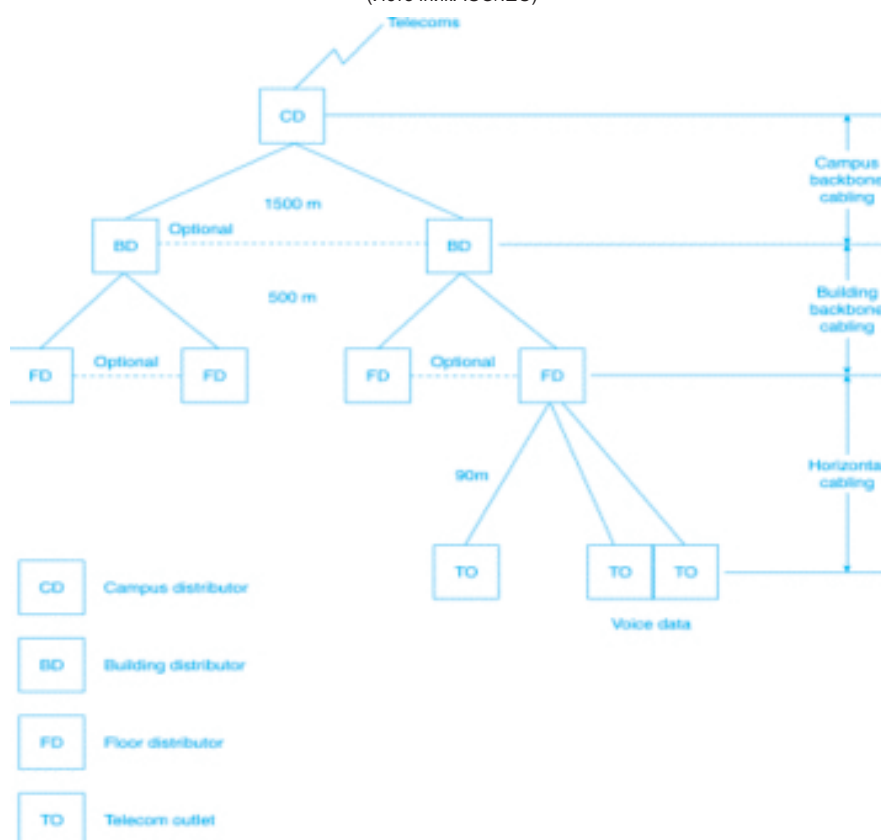 Telecoms
CD
Campus
backbone
cabling
1500 m
Optional
BD
BD
Building
backbone
cabling
500 m
Optional
Optional
FD
FD
FD
FD
Horizonta
cabling
90m
TO
TO
TO
Voice data
CD Campus distributor
BD Building distributor
FD Floor distributor
TO Telecom outlet